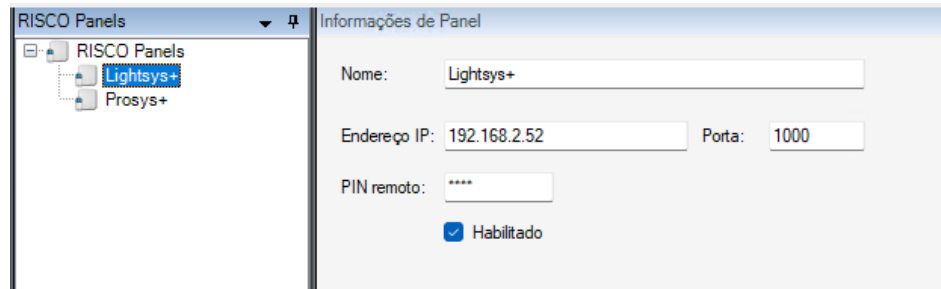 RISCO Panels
RISCO Panels
Lightsys+
Prosys+
Informações de Panel
Nome: Lightsys+
Endereço IP: 192.168.2.52 Porta: 1000
PIN remoto: ****
Habilitado